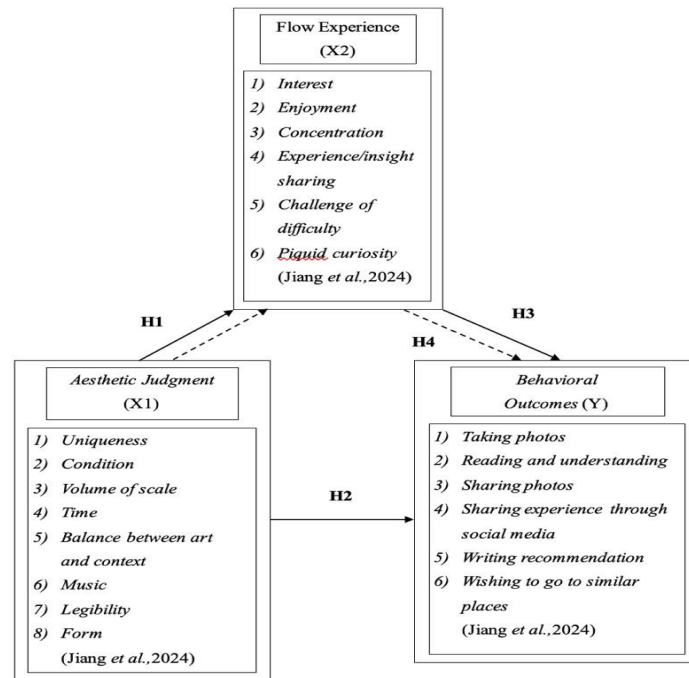 Flow Experience
(X2)
1) Interest
2) Enjoyment
3) Concentration
4) Experience/insight
sharing
5) Challenge of
difficulty
6) Piquid curiosity
(Jiang et al.,2024)
H1
H3
H4
Aesthetic Judgment
(X1)
1) Uniqueness
2) Condition
3) Volume of scale
4) Time
5) Balance between art
and context
6) Music
7) Legibility
8) Form
(Jiang et al.,2024)
H2
Behavioral
Outcomes (Y)
1) Taking photos
2) Reading and understanding
3) Sharing photos
4) Sharing experience through
social media
5) Writing recommendation
6) Wishing to go to similar
places
(Jiang et al.,2024)